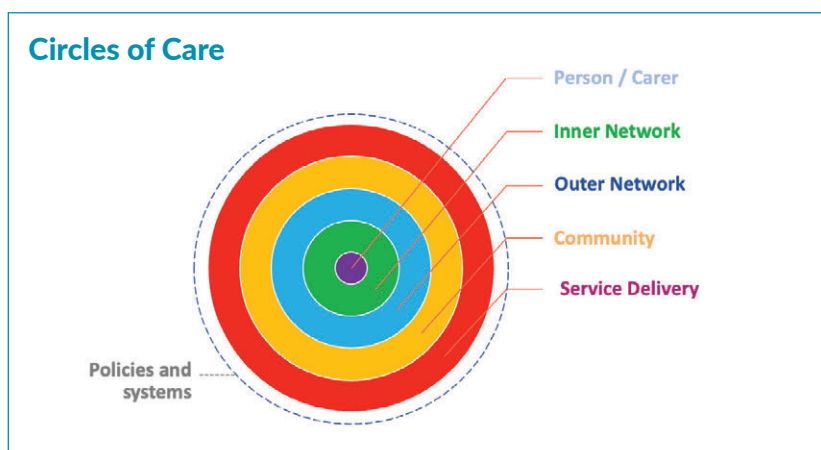 Circles of Care
Person / Carer
Inner Network
Outer Network
Community
Service Delivery
Policies and
systems